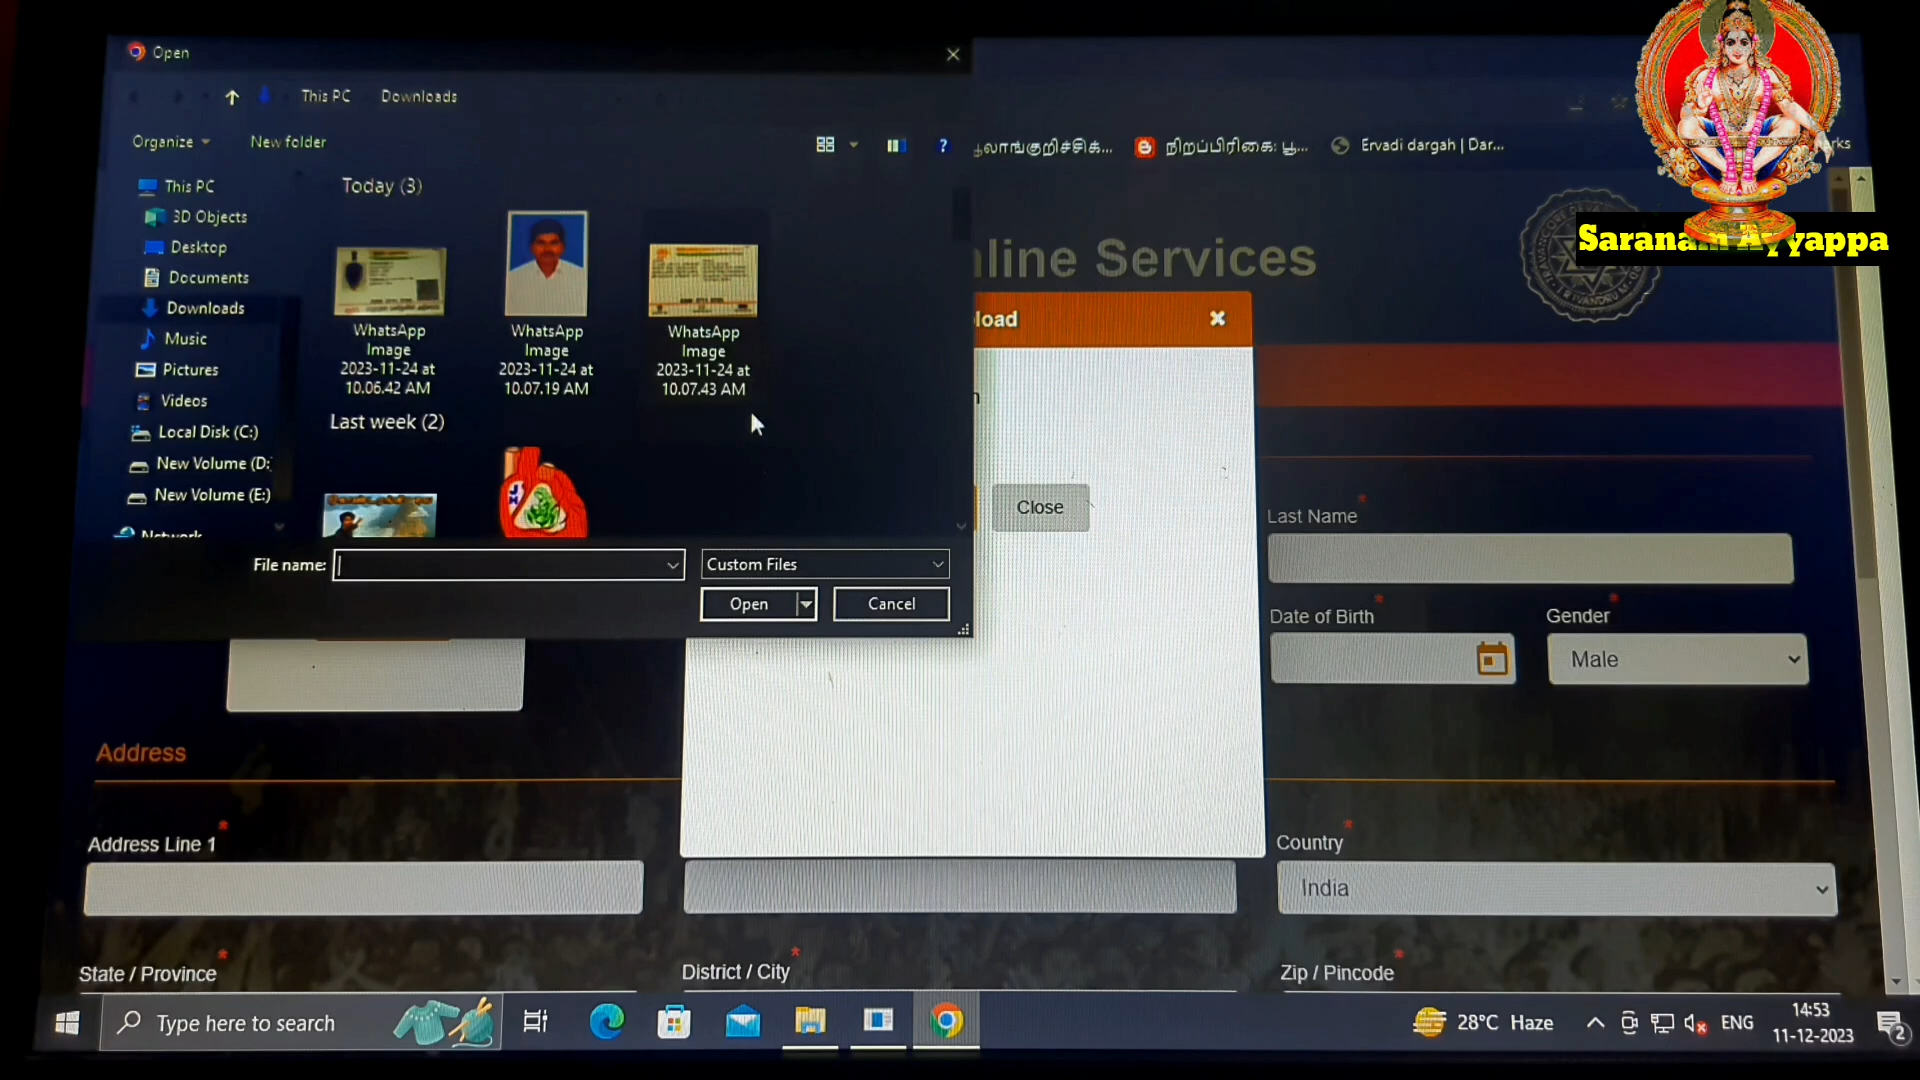 Open
This PC Downloads
Organize New folder
பூலாங்குறிச்சிக்... நிறப்பிரிகை: பூ... Ervadi dargah | Dar...
This PC
3D Objects
Desktop
Documents
Downloads
Music
Pictures
Videos
Local Disk (C:)
New Volume (D:
New Volume (E:)
Network
Today (3)
WhatsApp Image 2023-11-24 at 10.06.42 AM
WhatsApp Image 2023-11-24 at 10.07.19 AM
WhatsApp Image 2023-11-24 at 10.07.43 AM
Last week (2)
File name: Custom Files
Open Cancel
Saranam Ayyappa
nline Services
load
Close
Last Name *
Date of Birth * Gender *
Male
Address
Address Line 1 *
Country *
India
State / Province *
District / City *
Zip / Pincode *
Type here to search
28°C Haze
ENG
14:53
11-12-2023
2